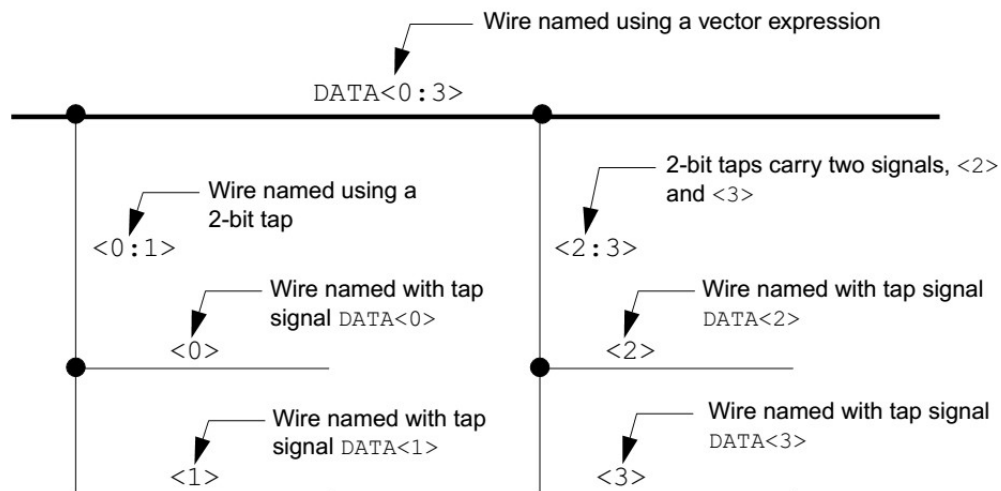 Wire named using a vector expression
DATA<0:3>
Wire named using a
2-bit tap
<0:1>
2-bit taps carry two signals, <2>
and <3>
<2:3>
Wire named with tap
signal DATA<0>
<0>
Wire named with tap signal
DATA<2>
<2>
Wire named with tap
signal DATA<1>
<1>
Wire named with tap signal
DATA<3>
<3>